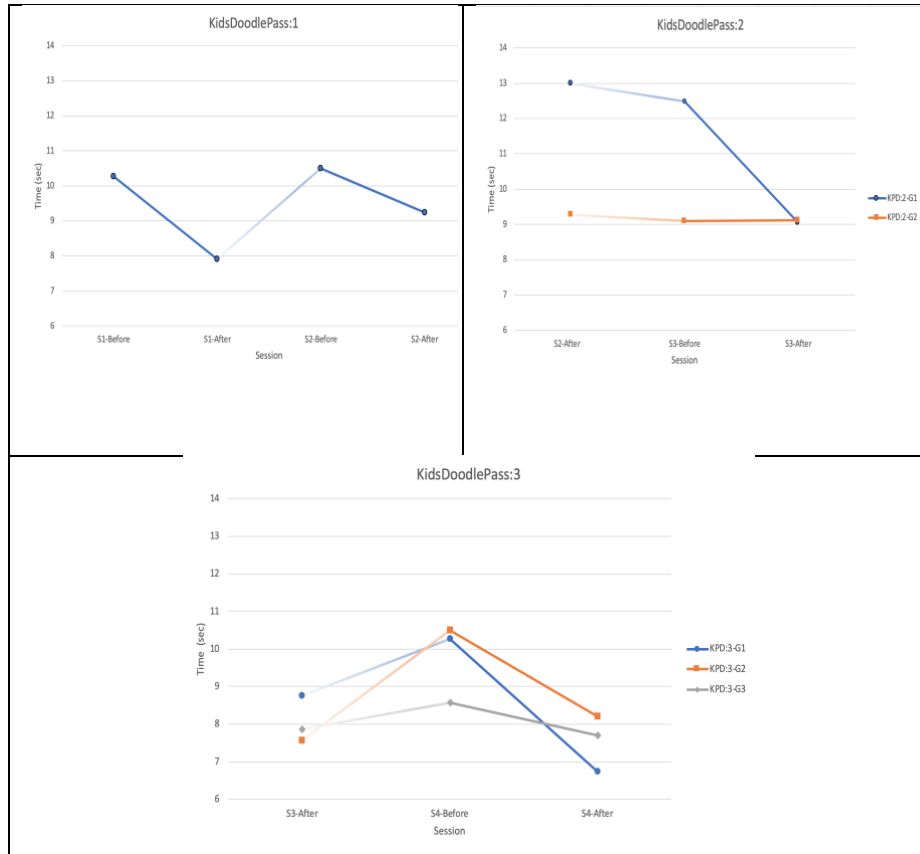 KidsDoodlePass:1
14
13
12
11
10
9
8
7
6
Time (sec)
S1-Before S1-After S2-Before S2-After
Session
KidsDoodlePass:2
14
13
12
11
10
9
8
7
6
Time (sec)
S2-After S3-Before S3-After
Session
KPD:2-G1
KPD:2-G2
KidsDoodlePass:3
14
13
12
11
10
9
8
7
6
Time (sec)
S3-After S4-Before S4-After
Session
KPD:3-G1
KPD:3-G2
KPD:3-G3